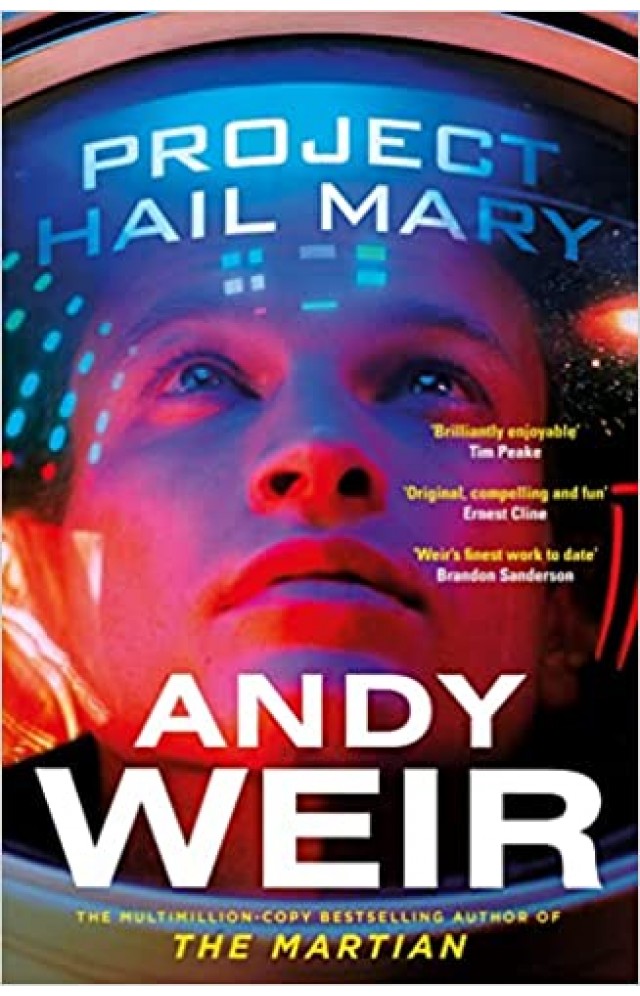 PROJECT
HAIL MARY
'Brilliantly enjoyable'
Tim Peake
'Original, compelling and fun'
Ernest Cline
'Weir's finest work to date'
Brandon Sanderson
ANDY
WEIR
THE MULTIMILLION-COPY BESTSELLING AUTHOR OF
THE MARTIAN